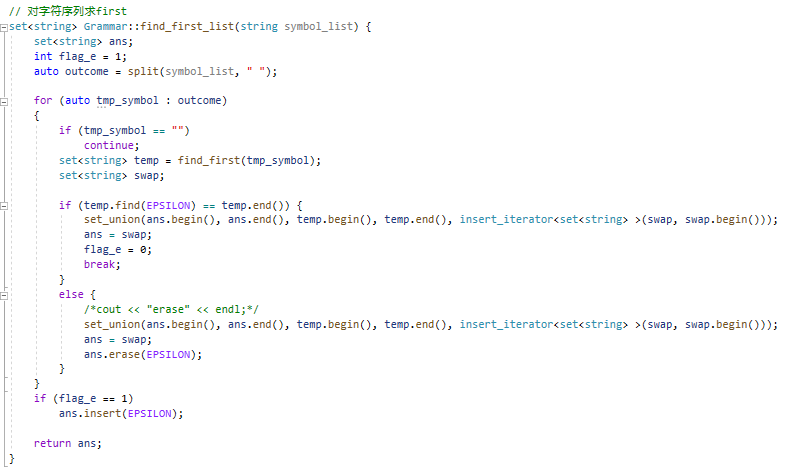 // 对字符序列求first
set<string> Grammar::find_first_list(string symbol_list) {
    set<string> ans;
    int flag_e = 1;
    auto outcome = split(symbol_list, " ");

    for (auto tmp_symbol : outcome)
    {
        if (tmp_symbol == "")
            continue;
        set<string> temp = find_first(tmp_symbol);
        set<string> swap;

        if (temp.find(EPSILON) == temp.end()) {
            set_union(ans.begin(), ans.end(), temp.begin(), temp.end(), insert_iterator<set<string> >(swap, swap.begin()));
            ans = swap;
            flag_e = 0;
            break;
        }
        else {
            /*cout << "erase" << endl;*/
            set_union(ans.begin(), ans.end(), temp.begin(), temp.end(), insert_iterator<set<string> >(swap, swap.begin()));
            ans = swap;
            ans.erase(EPSILON);
        }
    }
    if (flag_e == 1)
        ans.insert(EPSILON);

    return ans;
}